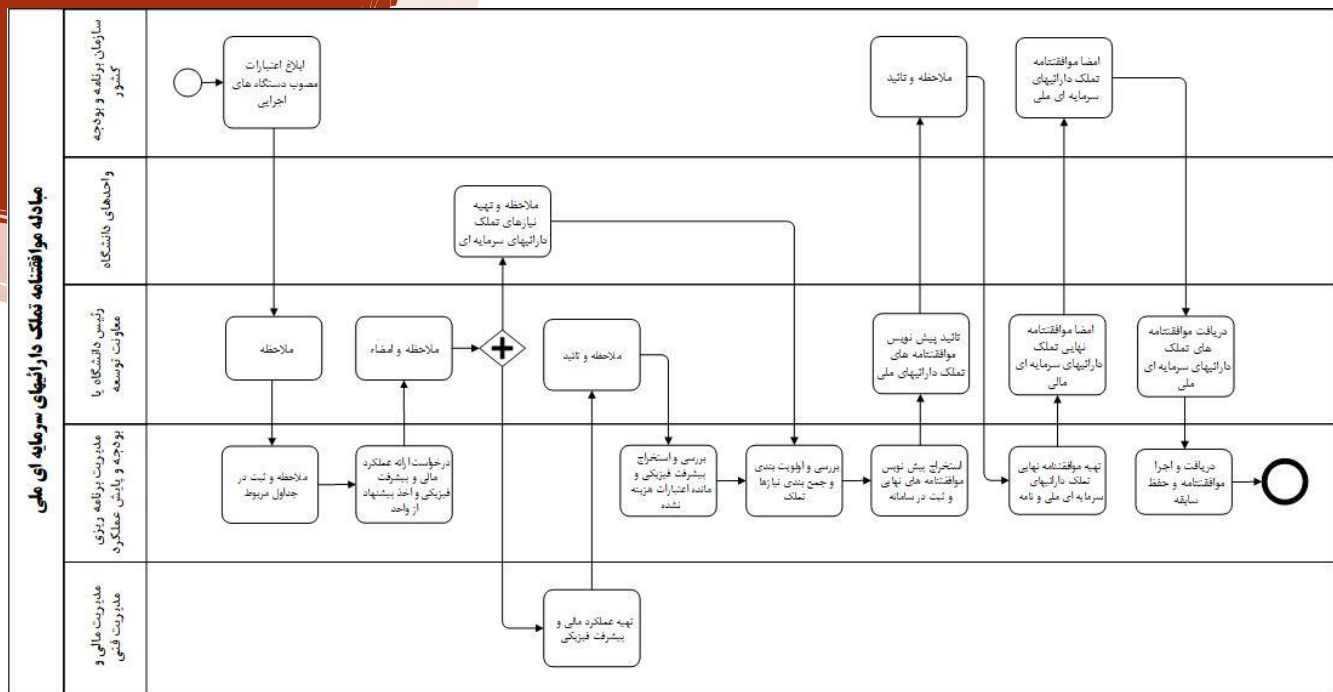 مبادله موافقتنامه تملک دارائیهای سرمایه ای ملی
سازمان برنامه و بودجه
کشور
ابلاغ اعتبارات
مصوب دستگاه های
اجرایی
ملاحظه و تائید
امضا موافقتنامه
تملک دارائیهای
سرمایه ای ملی
واحدهای دانشگاه
ملاحظه و تهیه
نیازهای تملک
دارائیهای سرمایه ای
رئیس دانشگاه یا
معاونت توسعه
ملاحظه
ملاحظه و امضاء
ملاحظه و تائید
تائید پیش نویس
موافقتنامه های
تملک دارائیهای ملی
امضا موافقتنامه
نهایی تملک
دارائیهای سرمایه ای
مالی
دریافت موافقتنامه
های تملک
دارائیهای سرمایه ای
ملی
مدیریت برنامه ریزی
بودجه و پایش عملکرد
ملاحظه و ثبت در
جداول مربوط
درخواست ارائه عملکرد
مالی و پیشرفت
فیزیکی و اخذ پیشنهاد
از واحد
بررسی و استخراج
پیشرفت فیزیکی و
مانده اعتبارات هزینه
نشده
بررسی و اولویت بندی
و جمع بندی نیازها
تملک
استخراج پیش نویس
موافقتنامه های نهایی
و ثبت در سامانه
تهیه موافقتنامه نهایی
تملک دارائیهای
سرمایه ای ملی و نامه
دریافت و اجرا
موافقتنامه و حفظ
سابقه
مدیریت مالی و
مدیریت فنی
تهیه عملکرد مالی و
پیشرفت فیزیکی